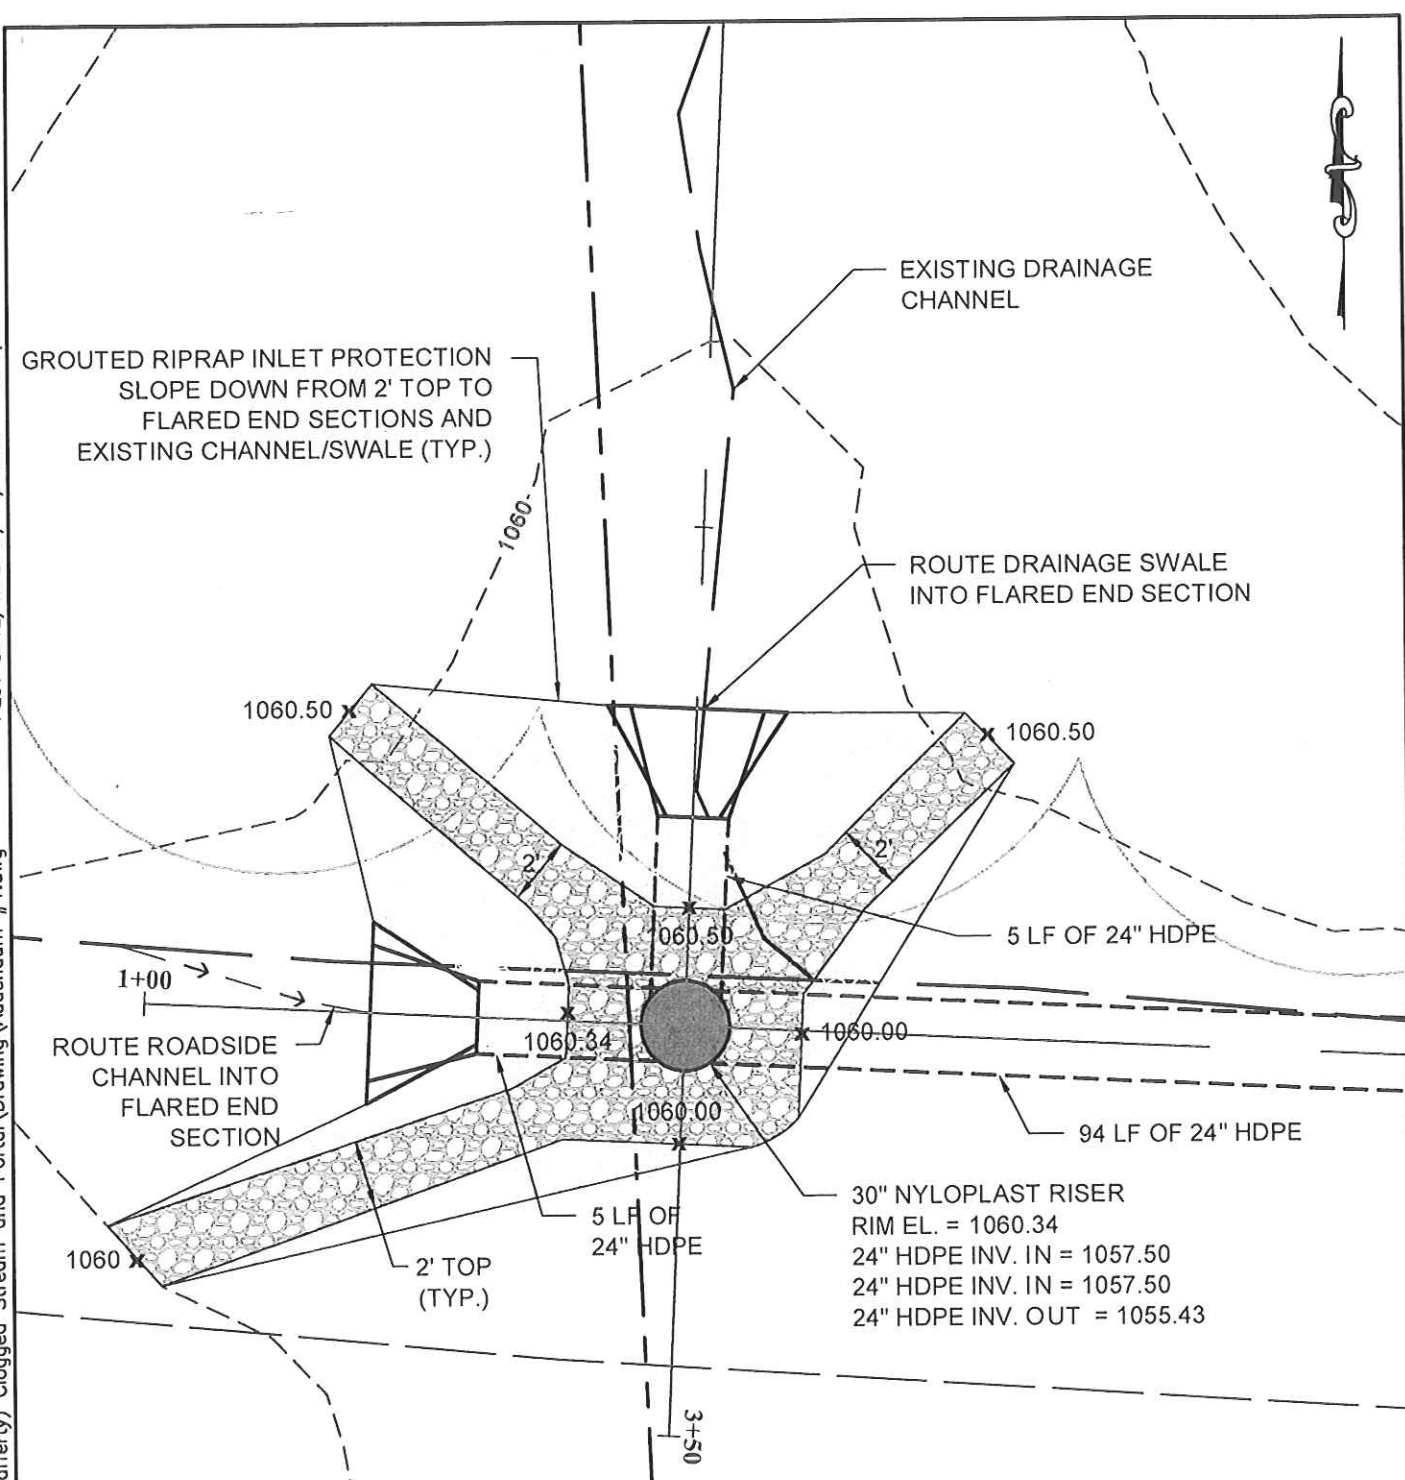 EXISTING DRAINAGE
CHANNEL
GROUTED RIPRAP INLET PROTECTION
SLOPE DOWN FROM 2' TOP TO
FLARED END SECTIONS AND
EXISTING CHANNEL/SWALE (TYP.)
1060
ROUTE DRAINAGE SWALE
INTO FLARED END SECTION
1060.50
1060.50
2'
2'
1060.50
5 LF OF 24" HDPE
1+00
1060.34
1060.00
ROUTE ROADSIDE
CHANNEL INTO
FLARED END
SECTION
1060.00
94 LF OF 24" HDPE
30" NYLOPLAST RISER
RIM EL. = 1060.34
24" HDPE INV. IN = 1057.50
24" HDPE INV. IN = 1057.50
24" HDPE INV. OUT = 1055.43
5 LF OF
24" HDPE
1060
2' TOP
(TYP.)
3+50